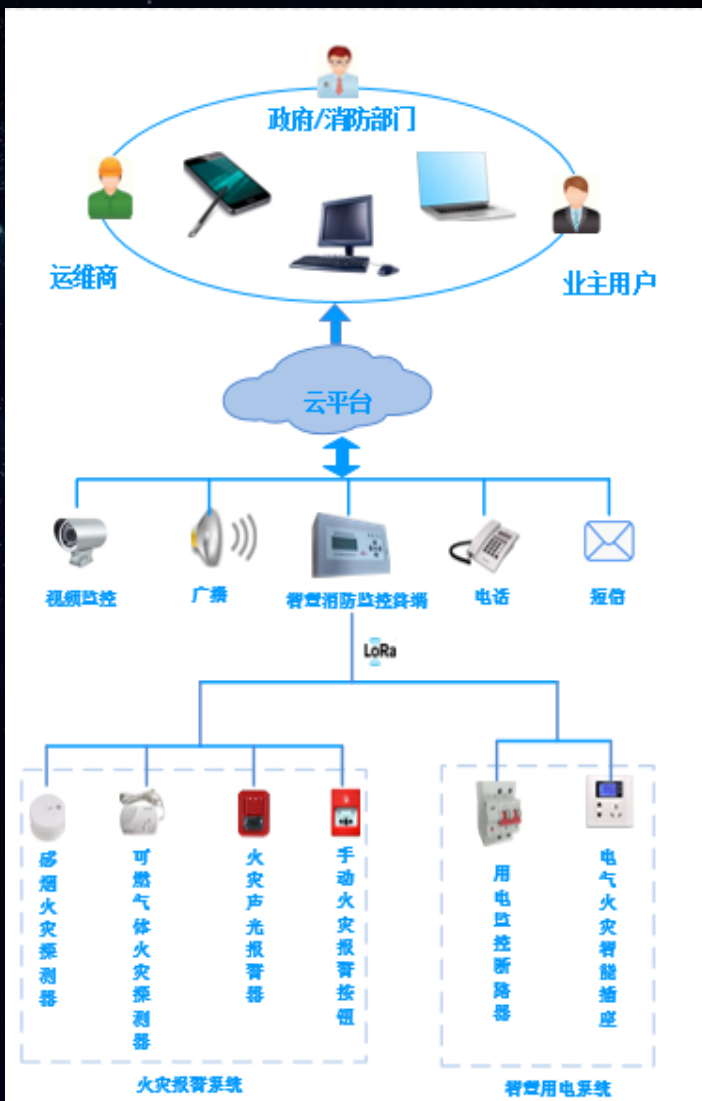 政府/消防部门
运维商
业主用户
云平台
视频监控
广播
智慧消防监控终端
电话
短信
LoRa
感烟火灾探测器
可燃气体火灾探测器
火灾声光报警器
手动火灾报警按钮
用电监控断路器
电气火灾智能插座
火灾报警系统
智慧用电系统